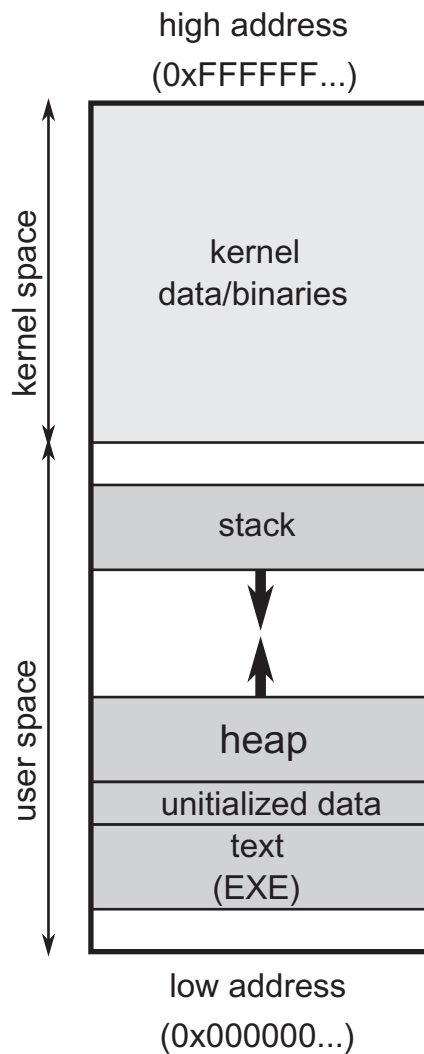 high address
(0xFFFFFF...)
kernel space
kernel
data/binaries
user space
stack
heap
unitialized data
text
(EXE)
low address
(0x000000...)